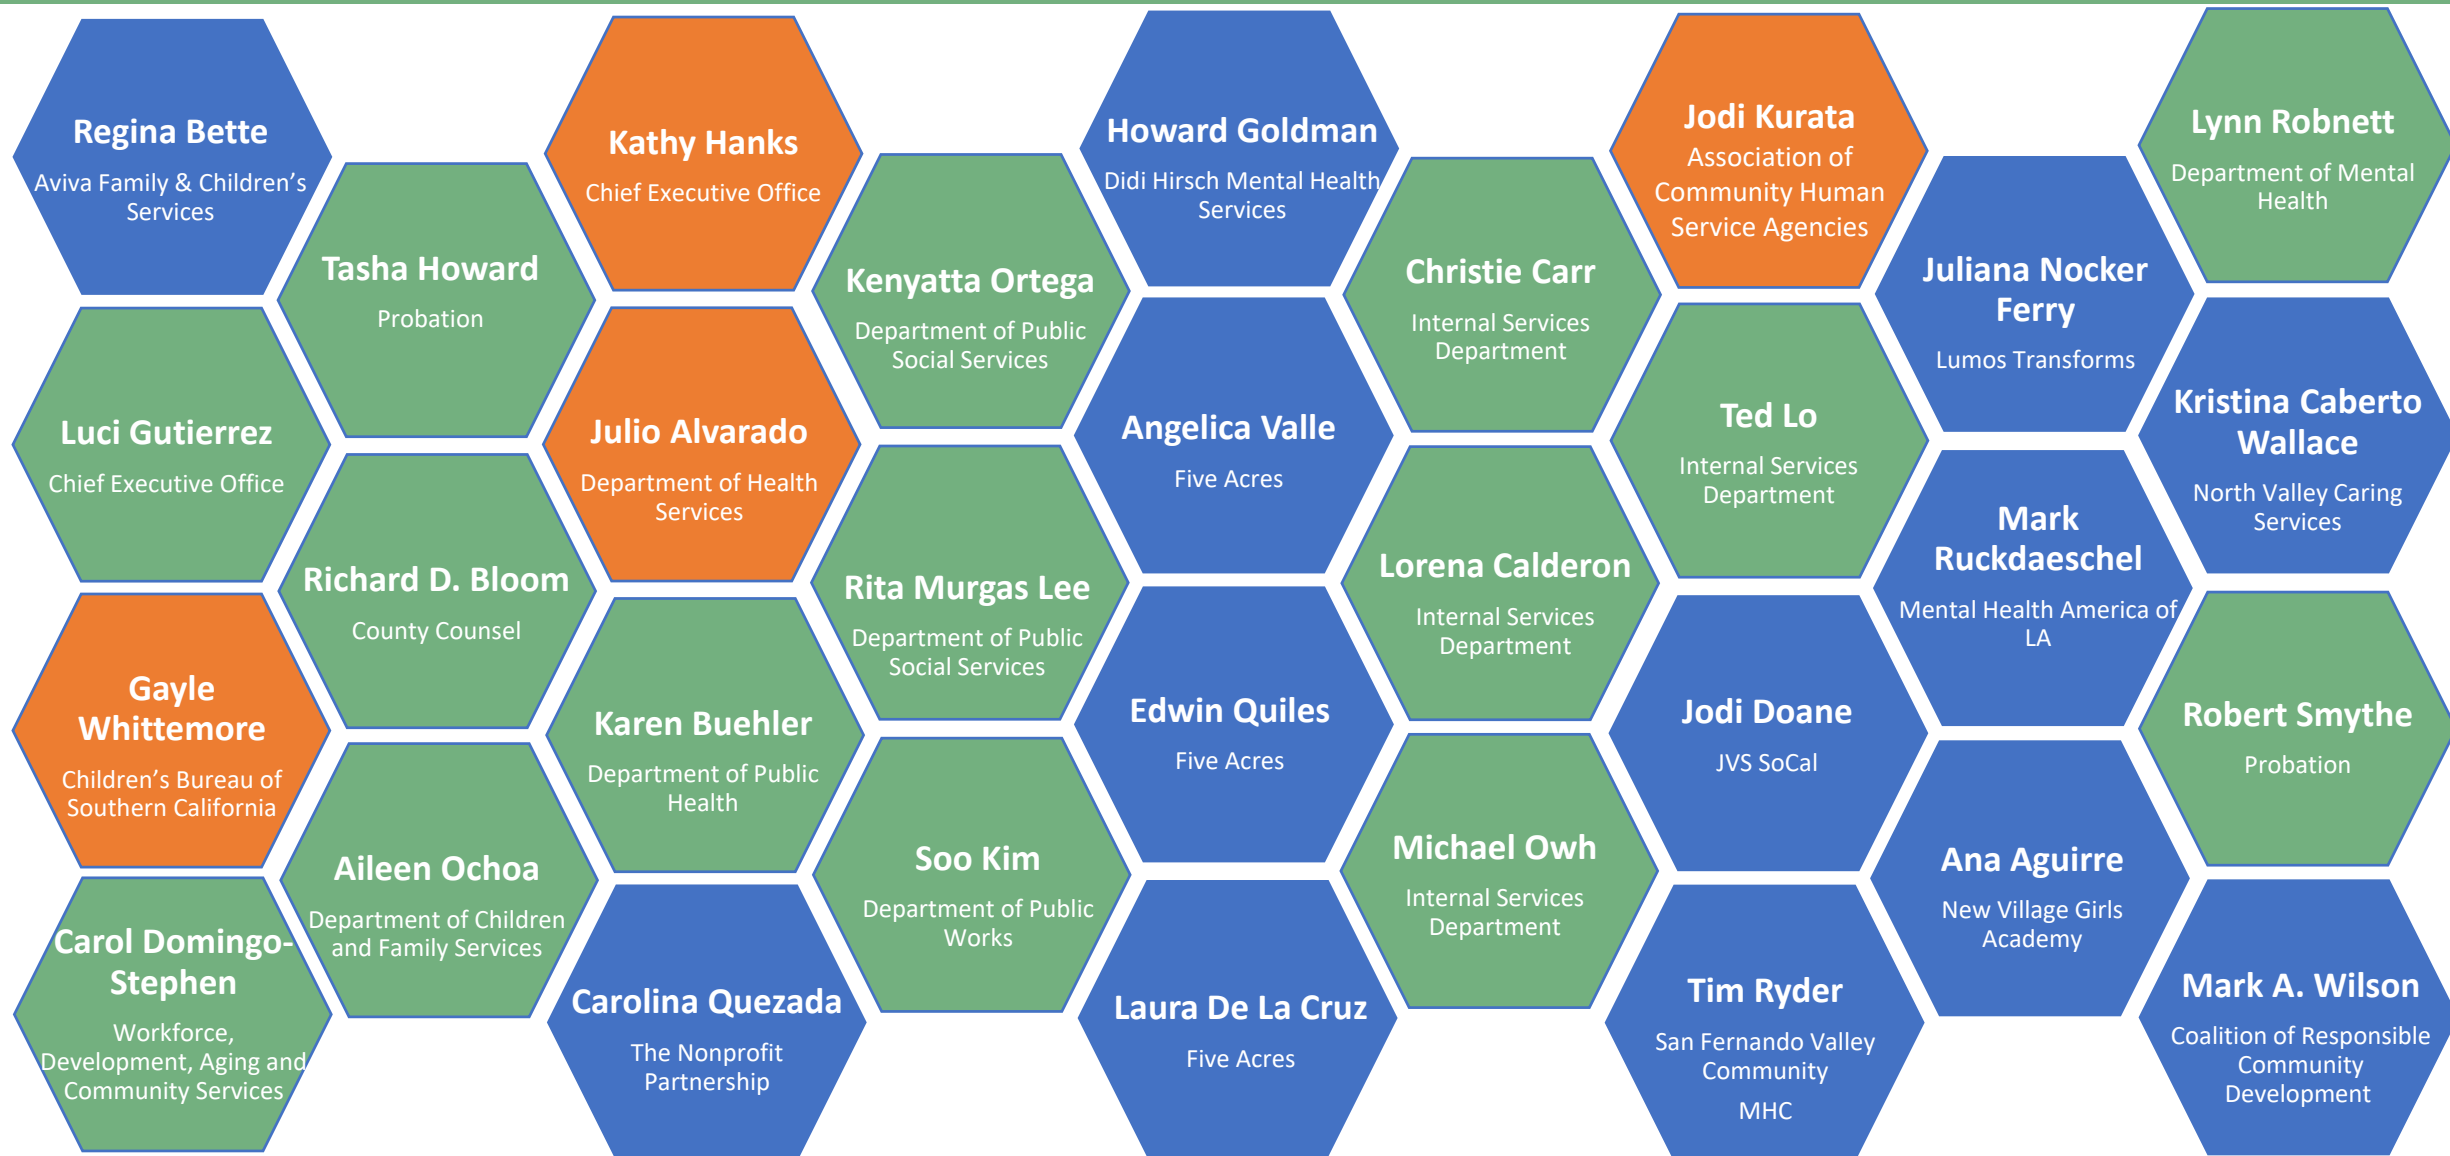 Regina Bette
Aviva Family & Children’s
Services
Luci Gutierrez
Chief Executive Office
Gayle
Whittemore
Children’s Bureau of
Southern California
Carol Domingo-
Stephen
Workforce,
Development, Aging and
Community Services
Tasha Howard
Probation
Richard D. Bloom
County Counsel
Aileen Ochoa
Department of Children
and Family Services
Kathy Hanks
Chief Executive Office
Julio Alvarado
Department of Health
Services
Karen Buehler
Department of Public
Health
Carolina Quezada
The Nonprofit
Partnership
Kenyatta Ortega
Department of Public
Social Services
Rita Murgas Lee
Department of Public
Social Services
Soo Kim
Department of Public
Works
Howard Goldman
Didi Hirsch Mental Health
Services
Angelica Valle
Five Acres
Edwin Quiles
Five Acres
Laura De La Cruz
Five Acres
Christie Carr
Internal Services
Department
Lorena Calderon
Internal Services
Department
Michael Owh
Internal Services
Department
Jodi Kurata
Association of
Community Human
Service Agencies
Ted Lo
Internal Services
Department
Jodi Doane
JVS SoCal
Tim Ryder
San Fernando Valley
Community
MHC
Juliana Nocker
Ferry
Lumos Transforms
Mark
Ruckdaeschel
Mental Health America of
LA
Ana Aguirre
New Village Girls
Academy
Lynn Robnett
Department of Mental
Health
Kristina Caberto
Wallace
North Valley Caring
Services
Robert Smythe
Probation
Mark A. Wilson
Coalition of Responsible
Community
Development